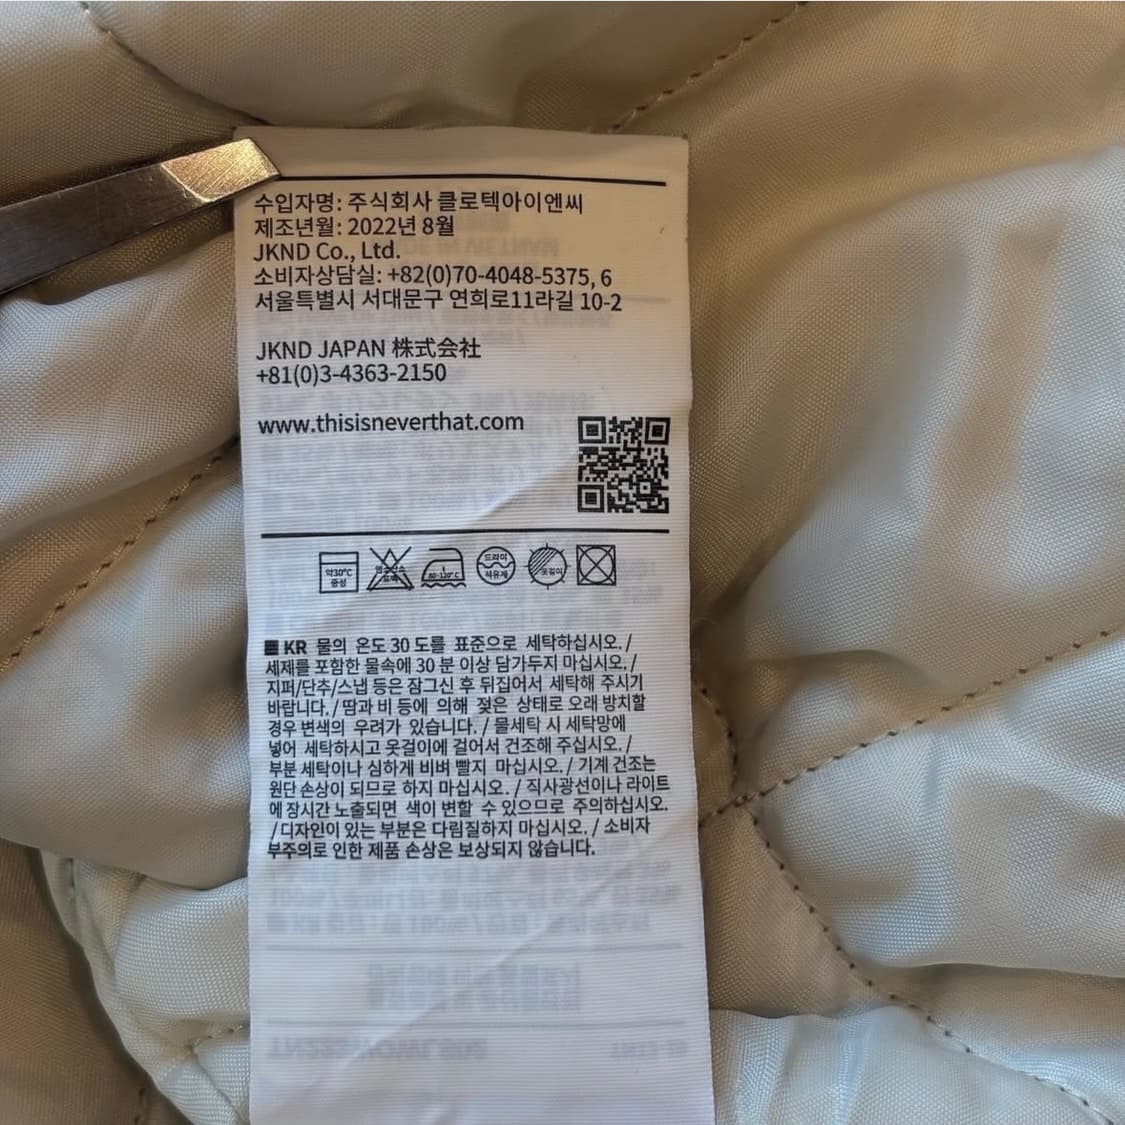 수입자명: 주식회사 클로텍아이엔씨
제조년월: 2022년 8월
JKND Co., Ltd.
소비자상담실: +82(0)70-4048-5375, 6
서울특별시 서대문구 연희로11라길 10-2
JKND JAPAN 株式会社
+81(0)3-4363-2150
www.thisisneverthat.com
약30°C
중성
염소산소
표백
80-120°C
드라이
석유계
옷걸이
KR 물의 온도 30 도를 표준으로 세탁하십시오. /
세제를 포함한 물속에 30 분 이상 담가두지 마십시오. /
지퍼/단추/스냅 등은 잠그신 후 뒤집어서 세탁해 주시기
바랍니다. / 땀과 비 등에 의해 젖은 상태로 오래 방치할
경우 변색의 우려가 있습니다. / 물세탁 시 세탁망에
넣어 세탁하시고 옷걸이에 걸어서 건조해 주십시오. /
부분 세탁이나 심하게 비벼 빨지 마십시오. / 기계 건조는
원단 손상이 되므로 하지 마십시오. / 직사광선이나 라이트
에 장시간 노출되면 색이 변할 수 있으므로 주의하십시오.
/ 디자인이 있는 부분은 다림질하지 마십시오. / 소비자
부주의로 인한 제품 손상은 보상되지 않습니다.